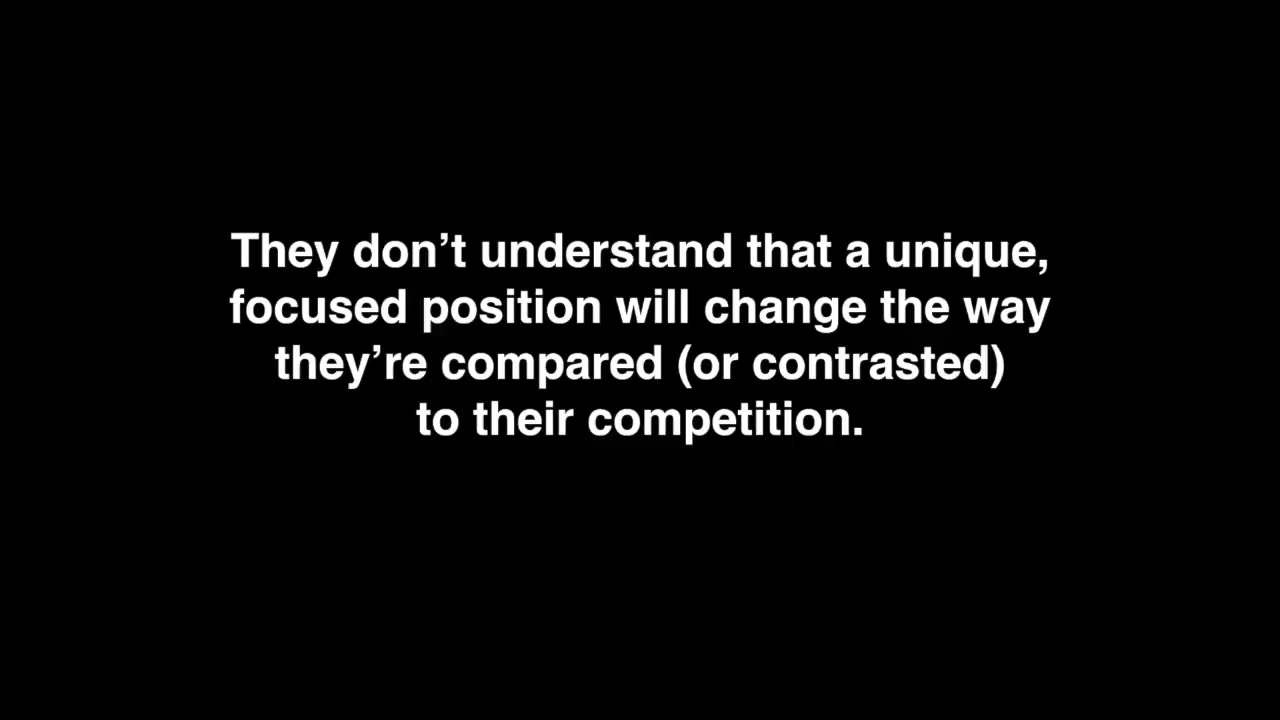 They don’t understand that a unique,
focused position will change the way
they’re compared (or contrasted)
to their competition.